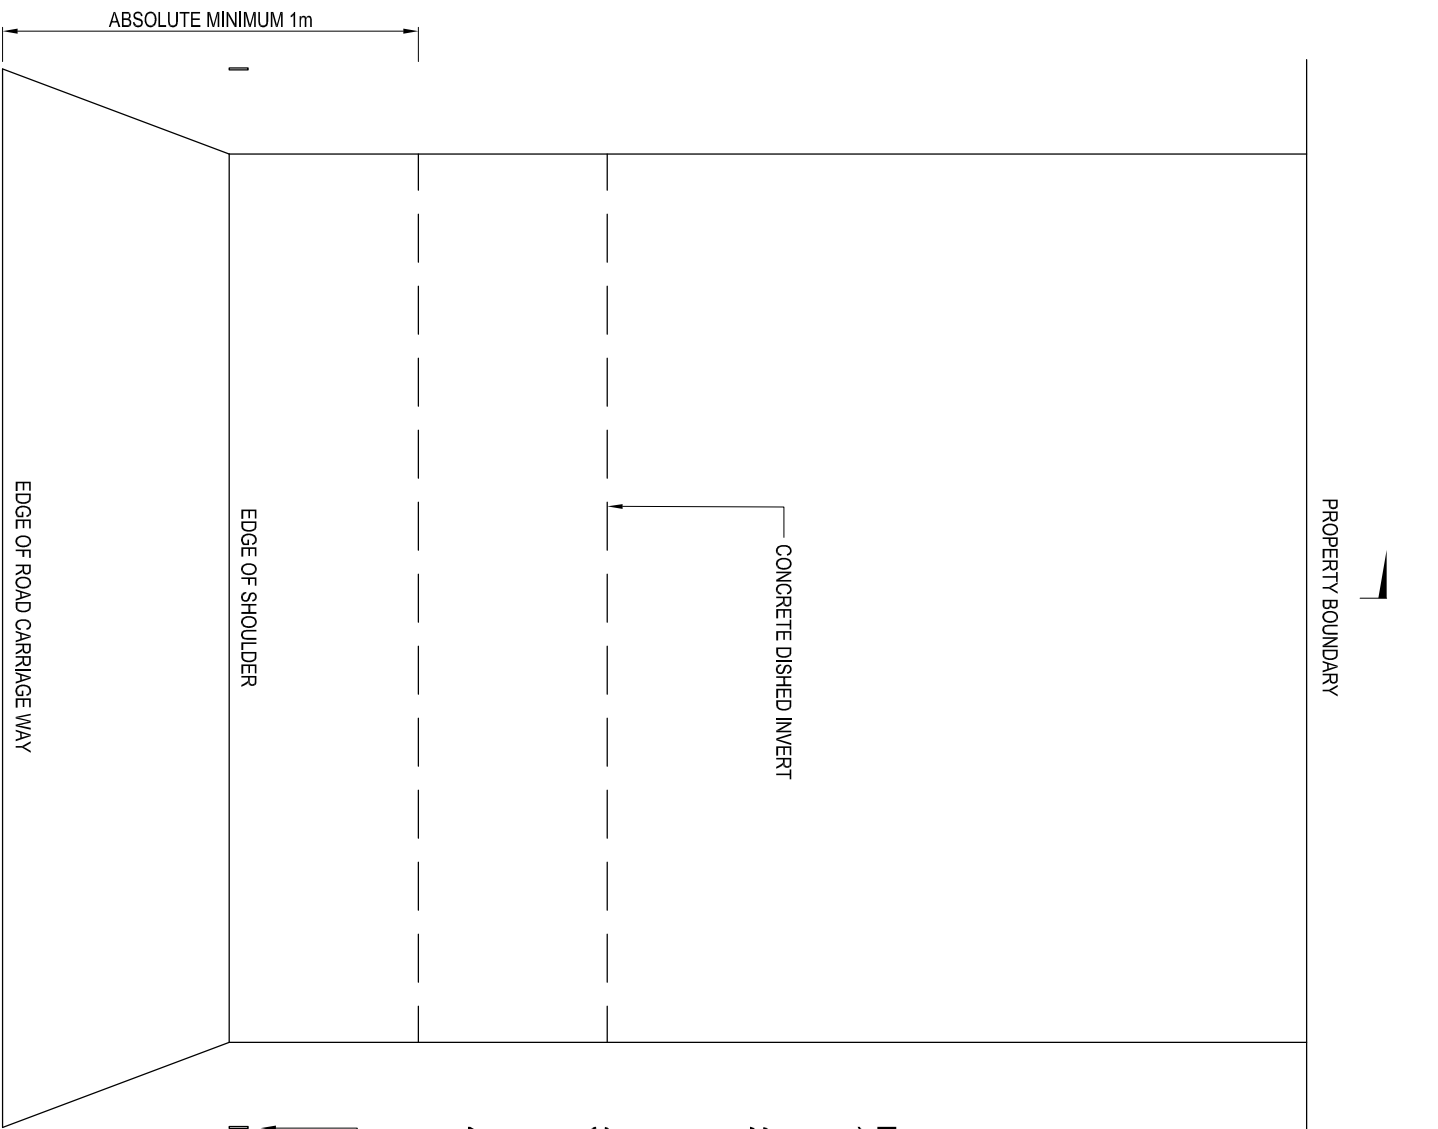 ABSOLUTE MINIMUM 1m
EDGE OF ROAD CARRIAGE WAY
EDGE OF SHOULDER
CONCRETE DISHED INVERT
PROPERTY BOUNDARY